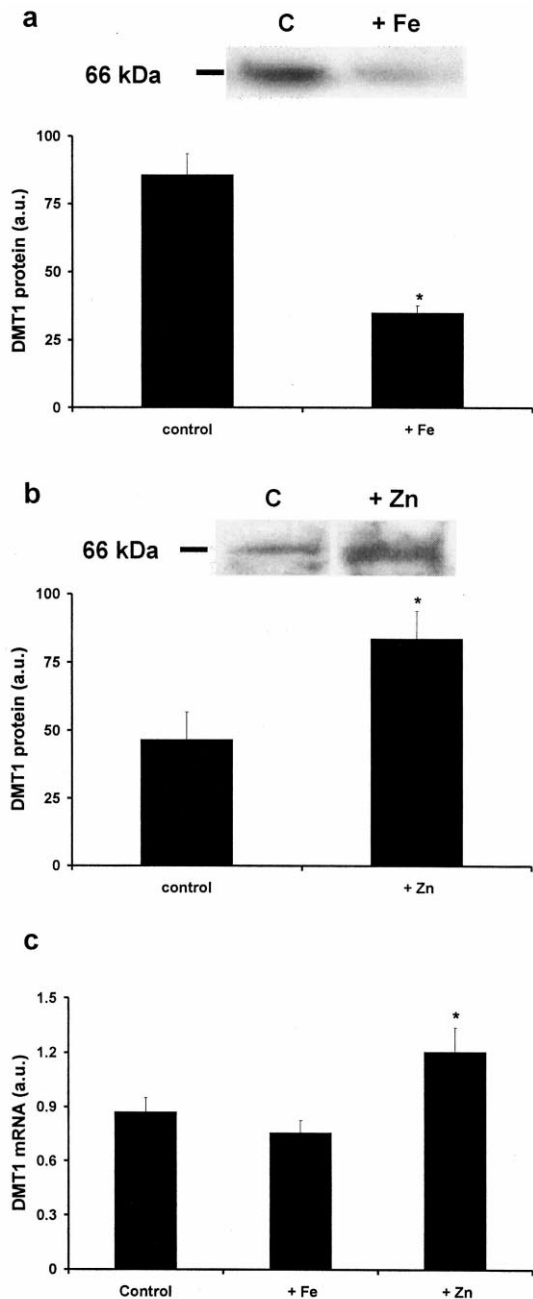 a
C + Fe
66 kDa
100
75
50
25
0
DMT1 protein (a.u.)
*
control + Fe
b
C + Zn
66 kDa
100
75
50
25
0
DMT1 protein (a.u.)
*
control + Zn
c
1.5
1.2
0.9
0.6
0.3
0
DMT1 mRNA (a.u.)
*
Control + Fe + Zn